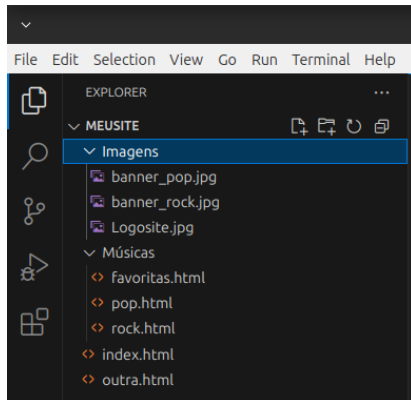 File Edit Selection View Go Run Terminal Help
EXPLORER
MEUSITE
Imagens
banner_pop.jpg
banner_rock.jpg
Logosite.jpg
Músicas
favoritas.html
pop.html
rock.html
index.html
outra.html